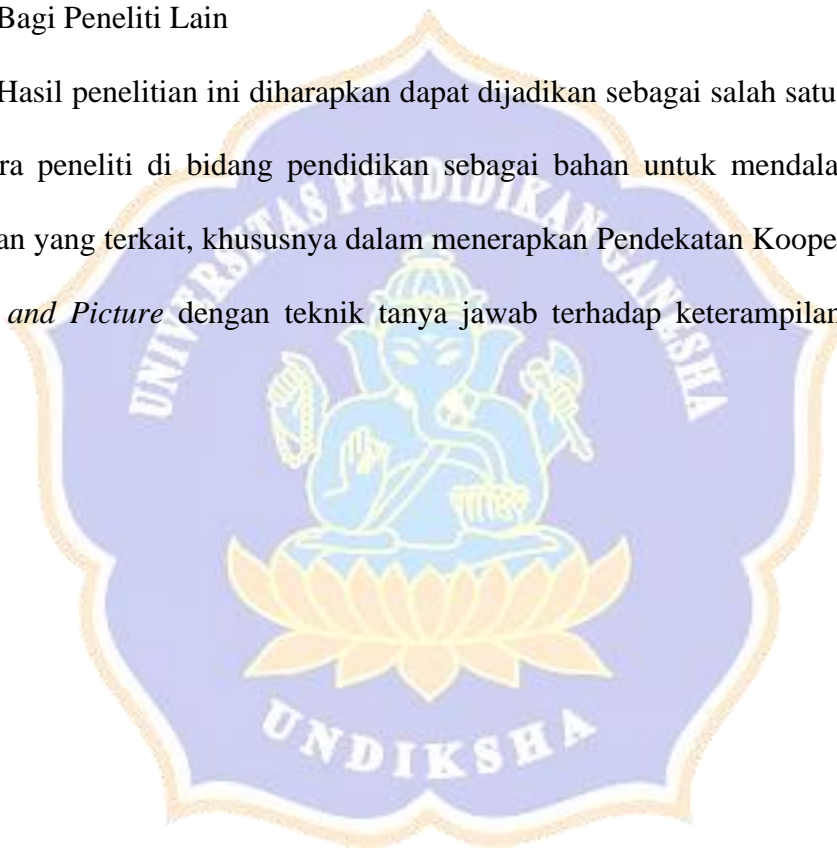 Bagi Peneliti Lain
Hasil penelitian ini diharapkan dapat dijadikan sebagai salah satu
ra peneliti di bidang pendidikan sebagai bahan untuk mendala
an yang terkait, khususnya dalam menerapkan Pendekatan Koope
and Picture dengan teknik tanya jawab terhadap keterampilan
UNIVERSITAS PENDIDIKAN GANESHA
UNDIKSHA